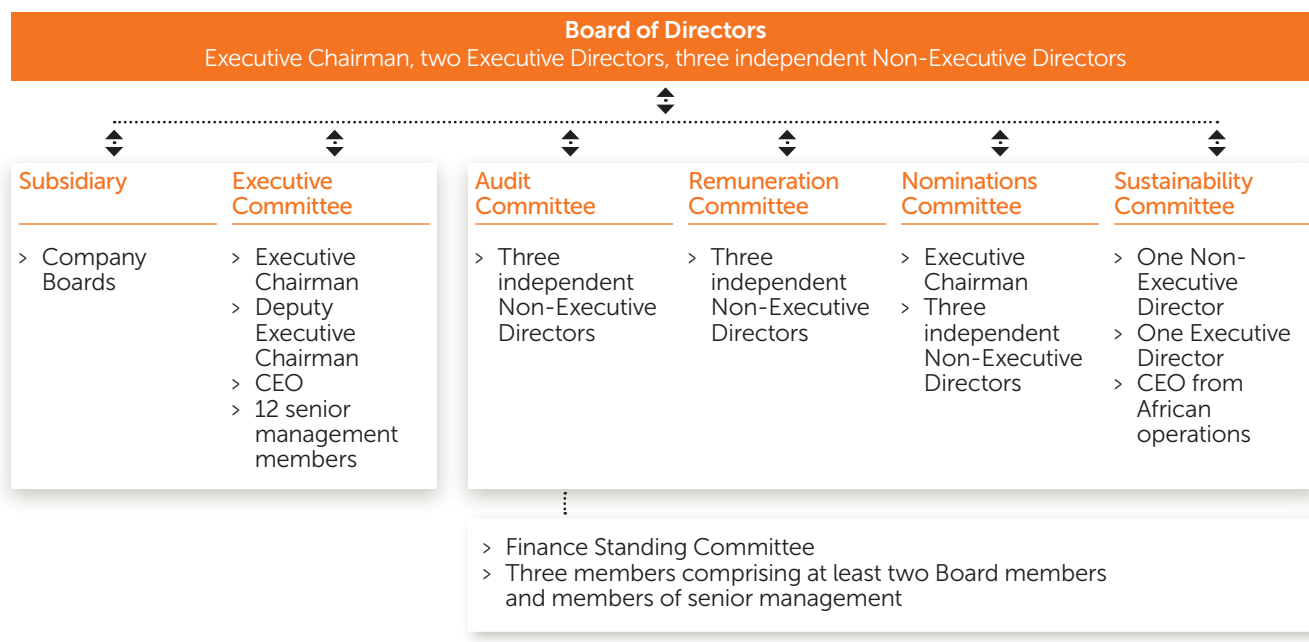 Board of Directors
Executive Chairman, two Executive Directors, three independent Non-Executive Directors
Subsidiary
> Company
Boards
Executive
Committee
> Executive
Chairman
> Deputy
Executive
Chairman
> CEO
> 12 senior
management
members
Audit
Committee
> Three
independent
Non-Executive
Directors
Remuneration
Committee
> Three
independent
Non-Executive
Directors
Nominations
Committee
> Executive
Chairman
> Three
independent
Non-Executive
Directors
Sustainability
Committee
> One Non-
Executive
Director
> One Executive
Director
> CEO from
African
operations
> Finance Standing Committee
> Three members comprising at least two Board members
and members of senior management